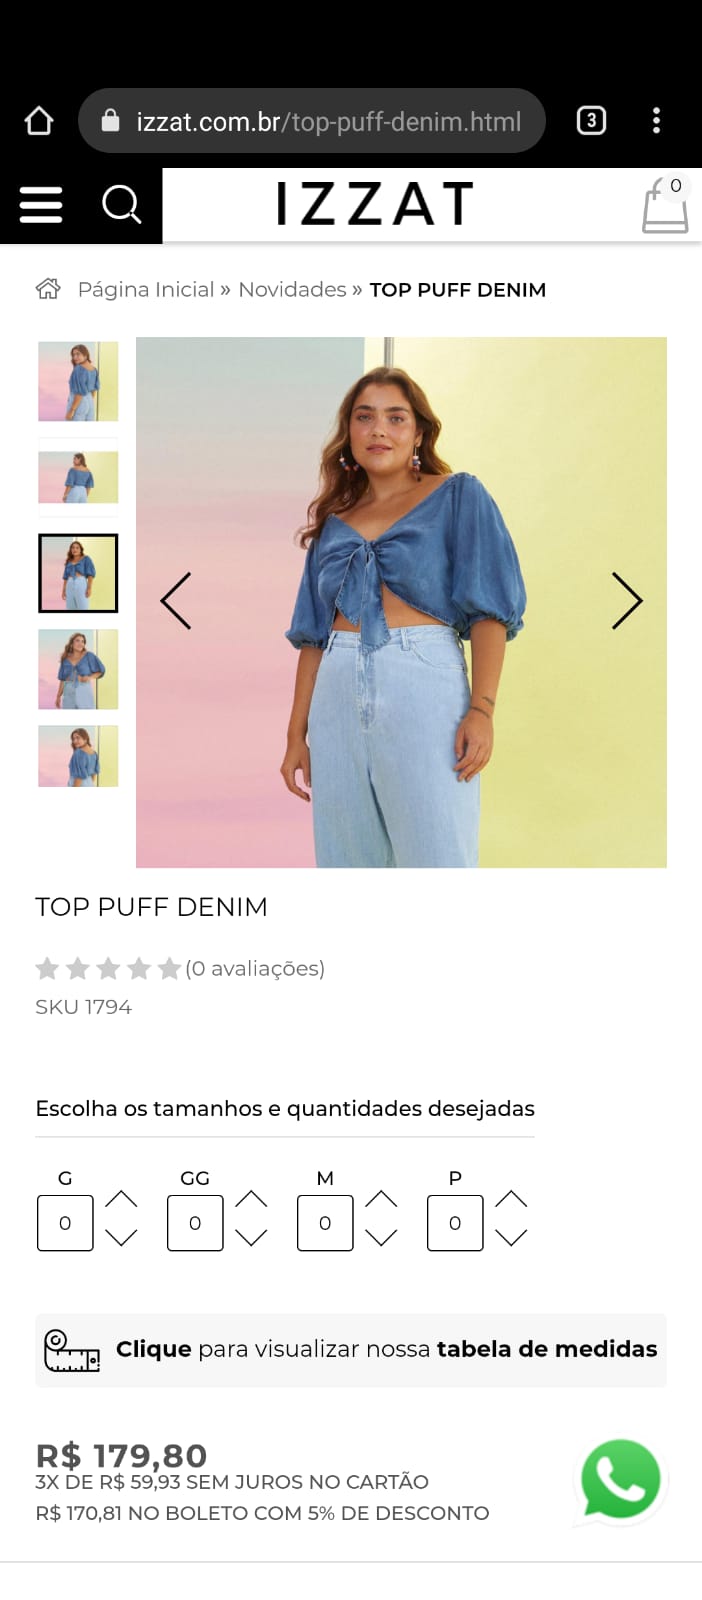 izzat.com.br/top-puff-denim.html
3
IZZAT
0
Página Inicial » Novidades » TOP PUFF DENIM
TOP PUFF DENIM
(0 avaliações)
SKU 1794
Escolha os tamanhos e quantidades desejadas
G GG M P
0 0 0 0
Clique para visualizar nossa tabela de medidas
R$ 179,80
3X DE R$ 59,93 SEM JUROS NO CARTÃO
R$ 170,81 NO BOLETO COM 5% DE DESCONTO